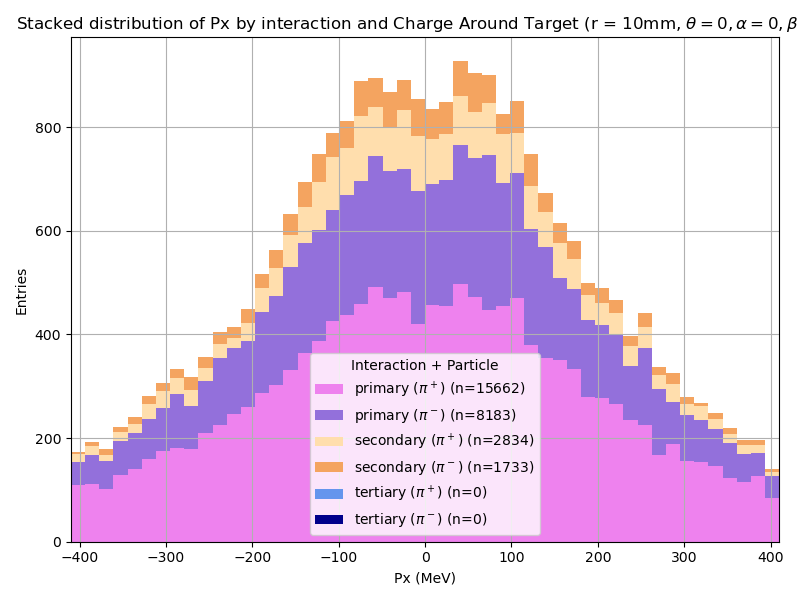 Stacked distribution of Px by interaction and Charge Around Target (r = 10mm, θ = 0, α = 0, β
800
600
400
200
0
Entries
−400 −300 −200 −100 0 100 200 300 400
Px (MeV)
Interaction + Particle
primary (π⁺) (n=15662)
primary (π⁻) (n=8183)
secondary (π⁺) (n=2834)
secondary (π⁻) (n=1733)
tertiary (π⁺) (n=0)
tertiary (π⁻) (n=0)